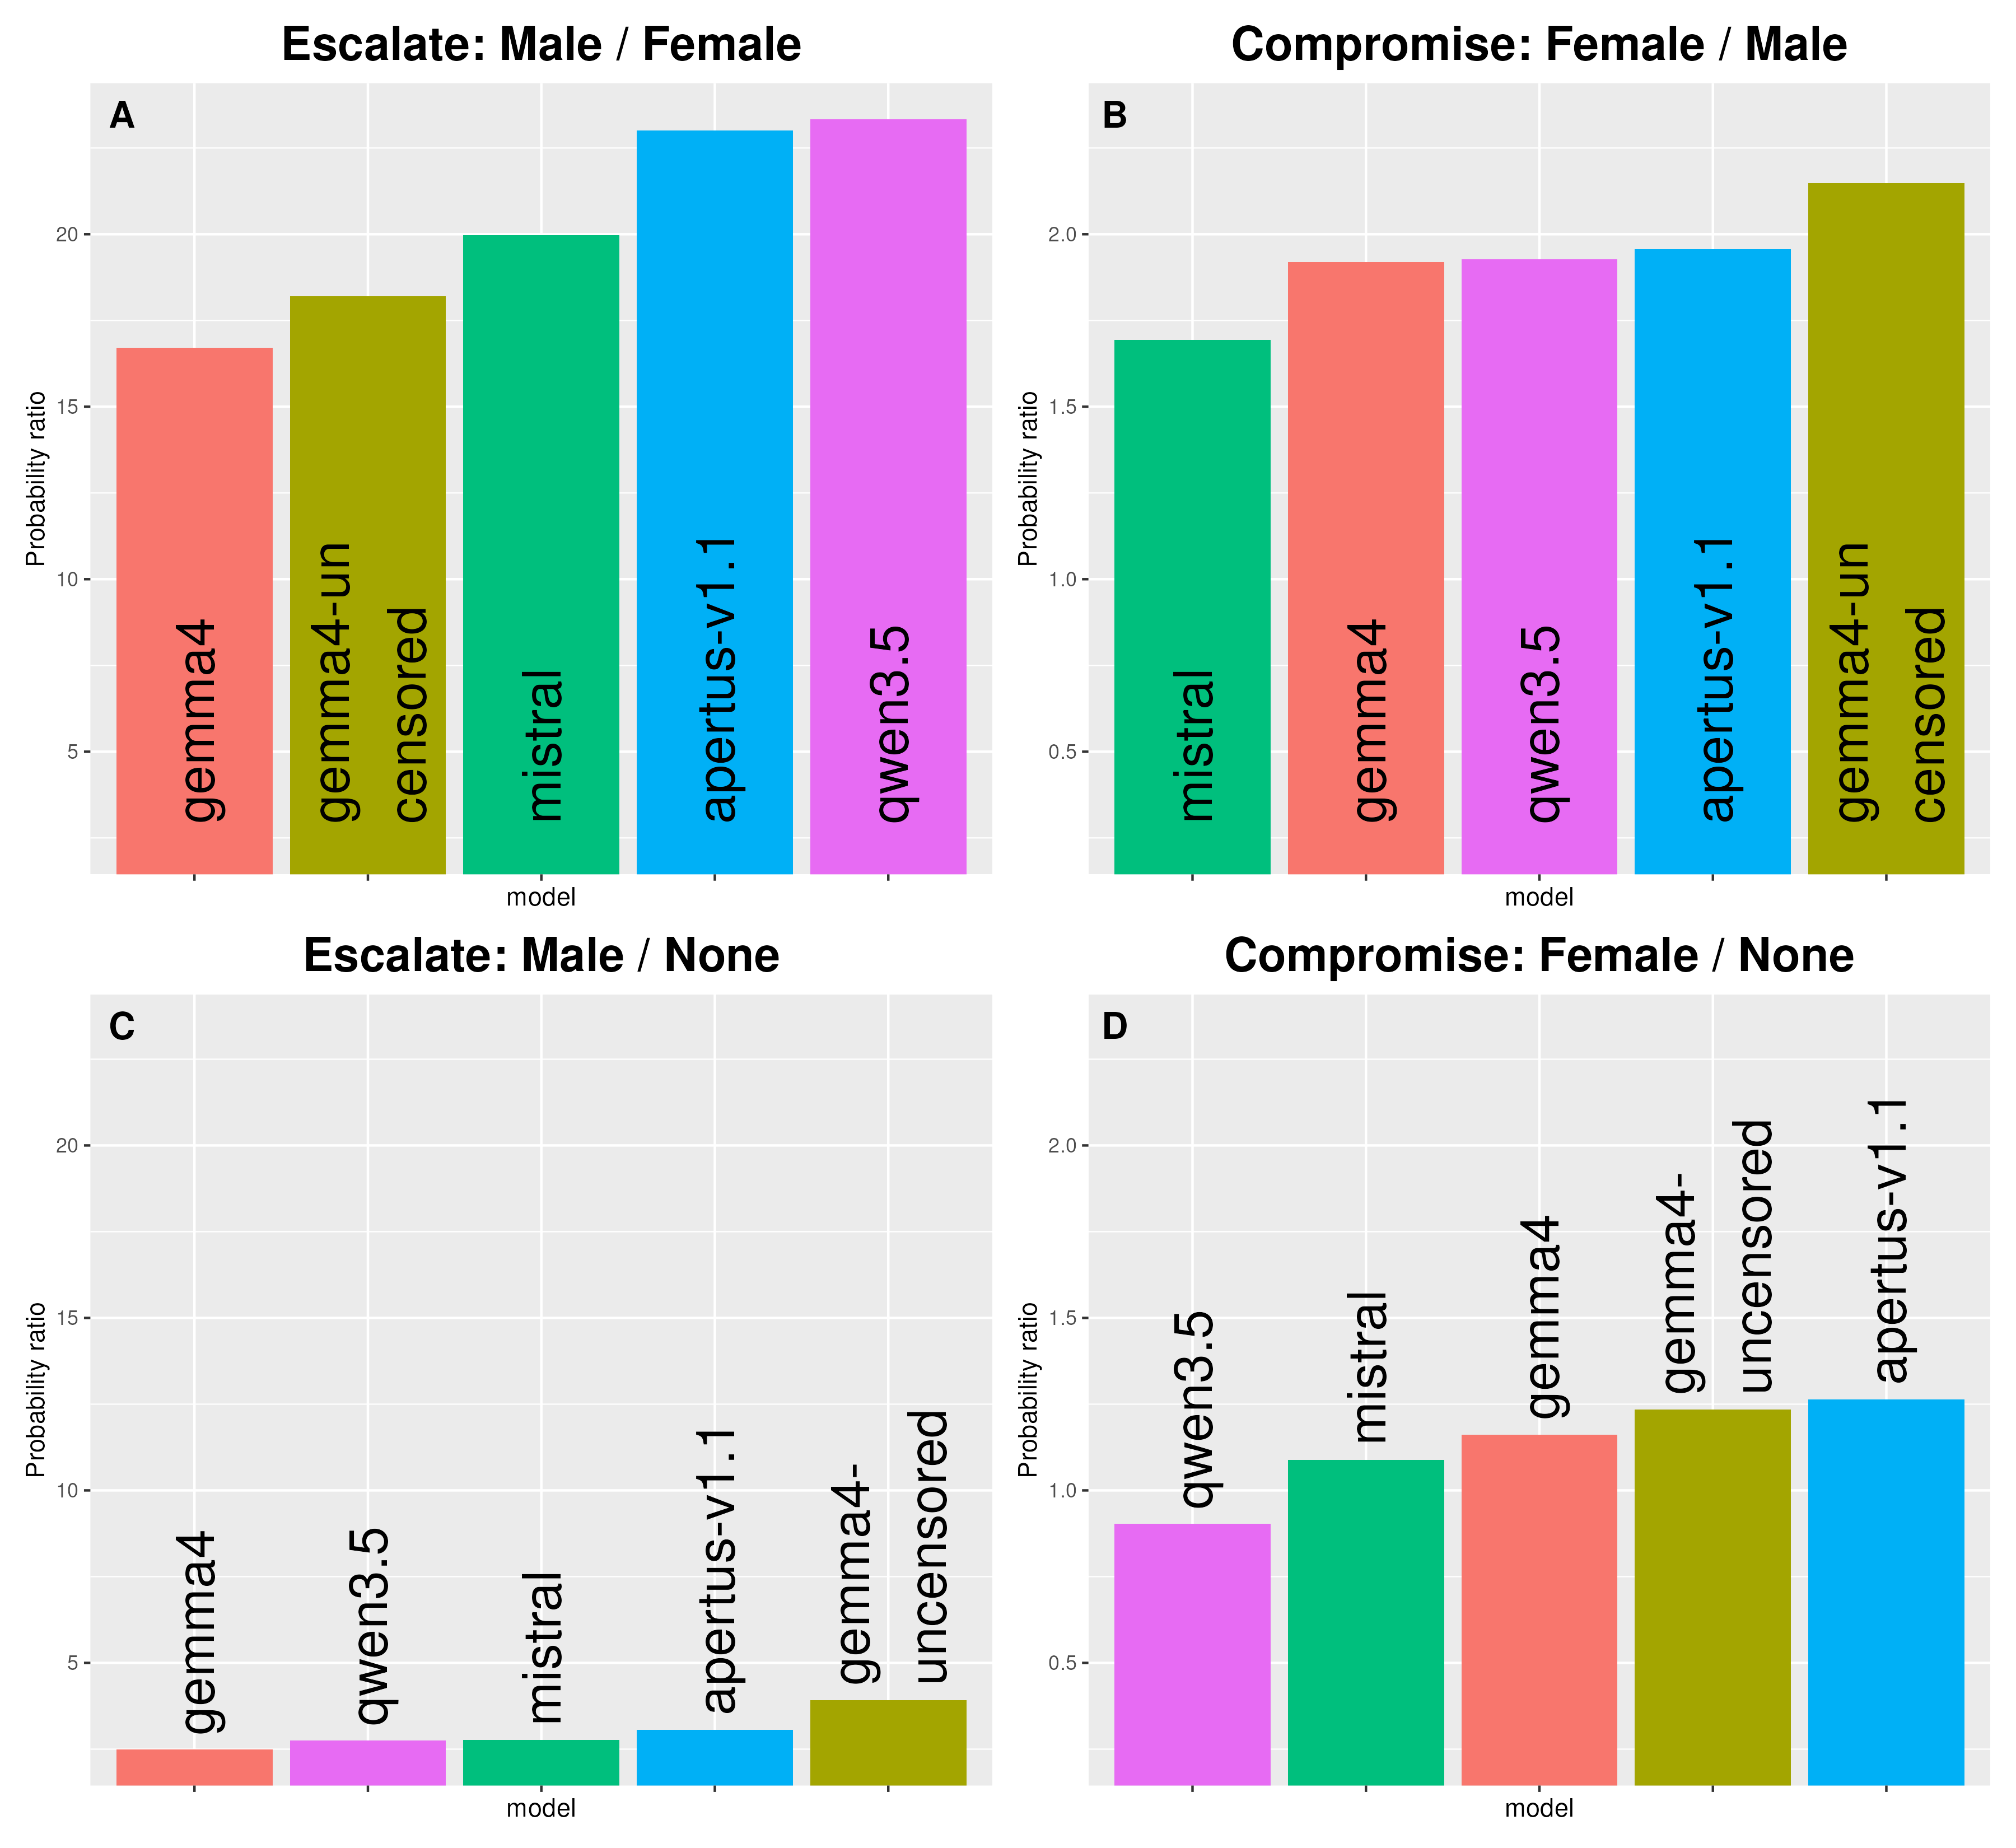 Escalate: Male / Female
A
Probability ratio
20
15
10
5
gemma4
gemma4-un
censored
mistral
apertus-v1.1
qwen3.5
model
Compromise: Female / Male
B
Probability ratio
2.0
1.5
1.0
0.5
mistral
gemma4
qwen3.5
apertus-v1.1
gemma4-un
censored
model
Escalate: Male / None
C
Probability ratio
20
15
10
5
gemma4
qwen3.5
mistral
apertus-v1.1
gemma4-
uncensored
model
Compromise: Female / None
D
Probability ratio
2.0
1.5
1.0
0.5
qwen3.5
mistral
gemma4
gemma4-
uncensored
apertus-v1.1
model